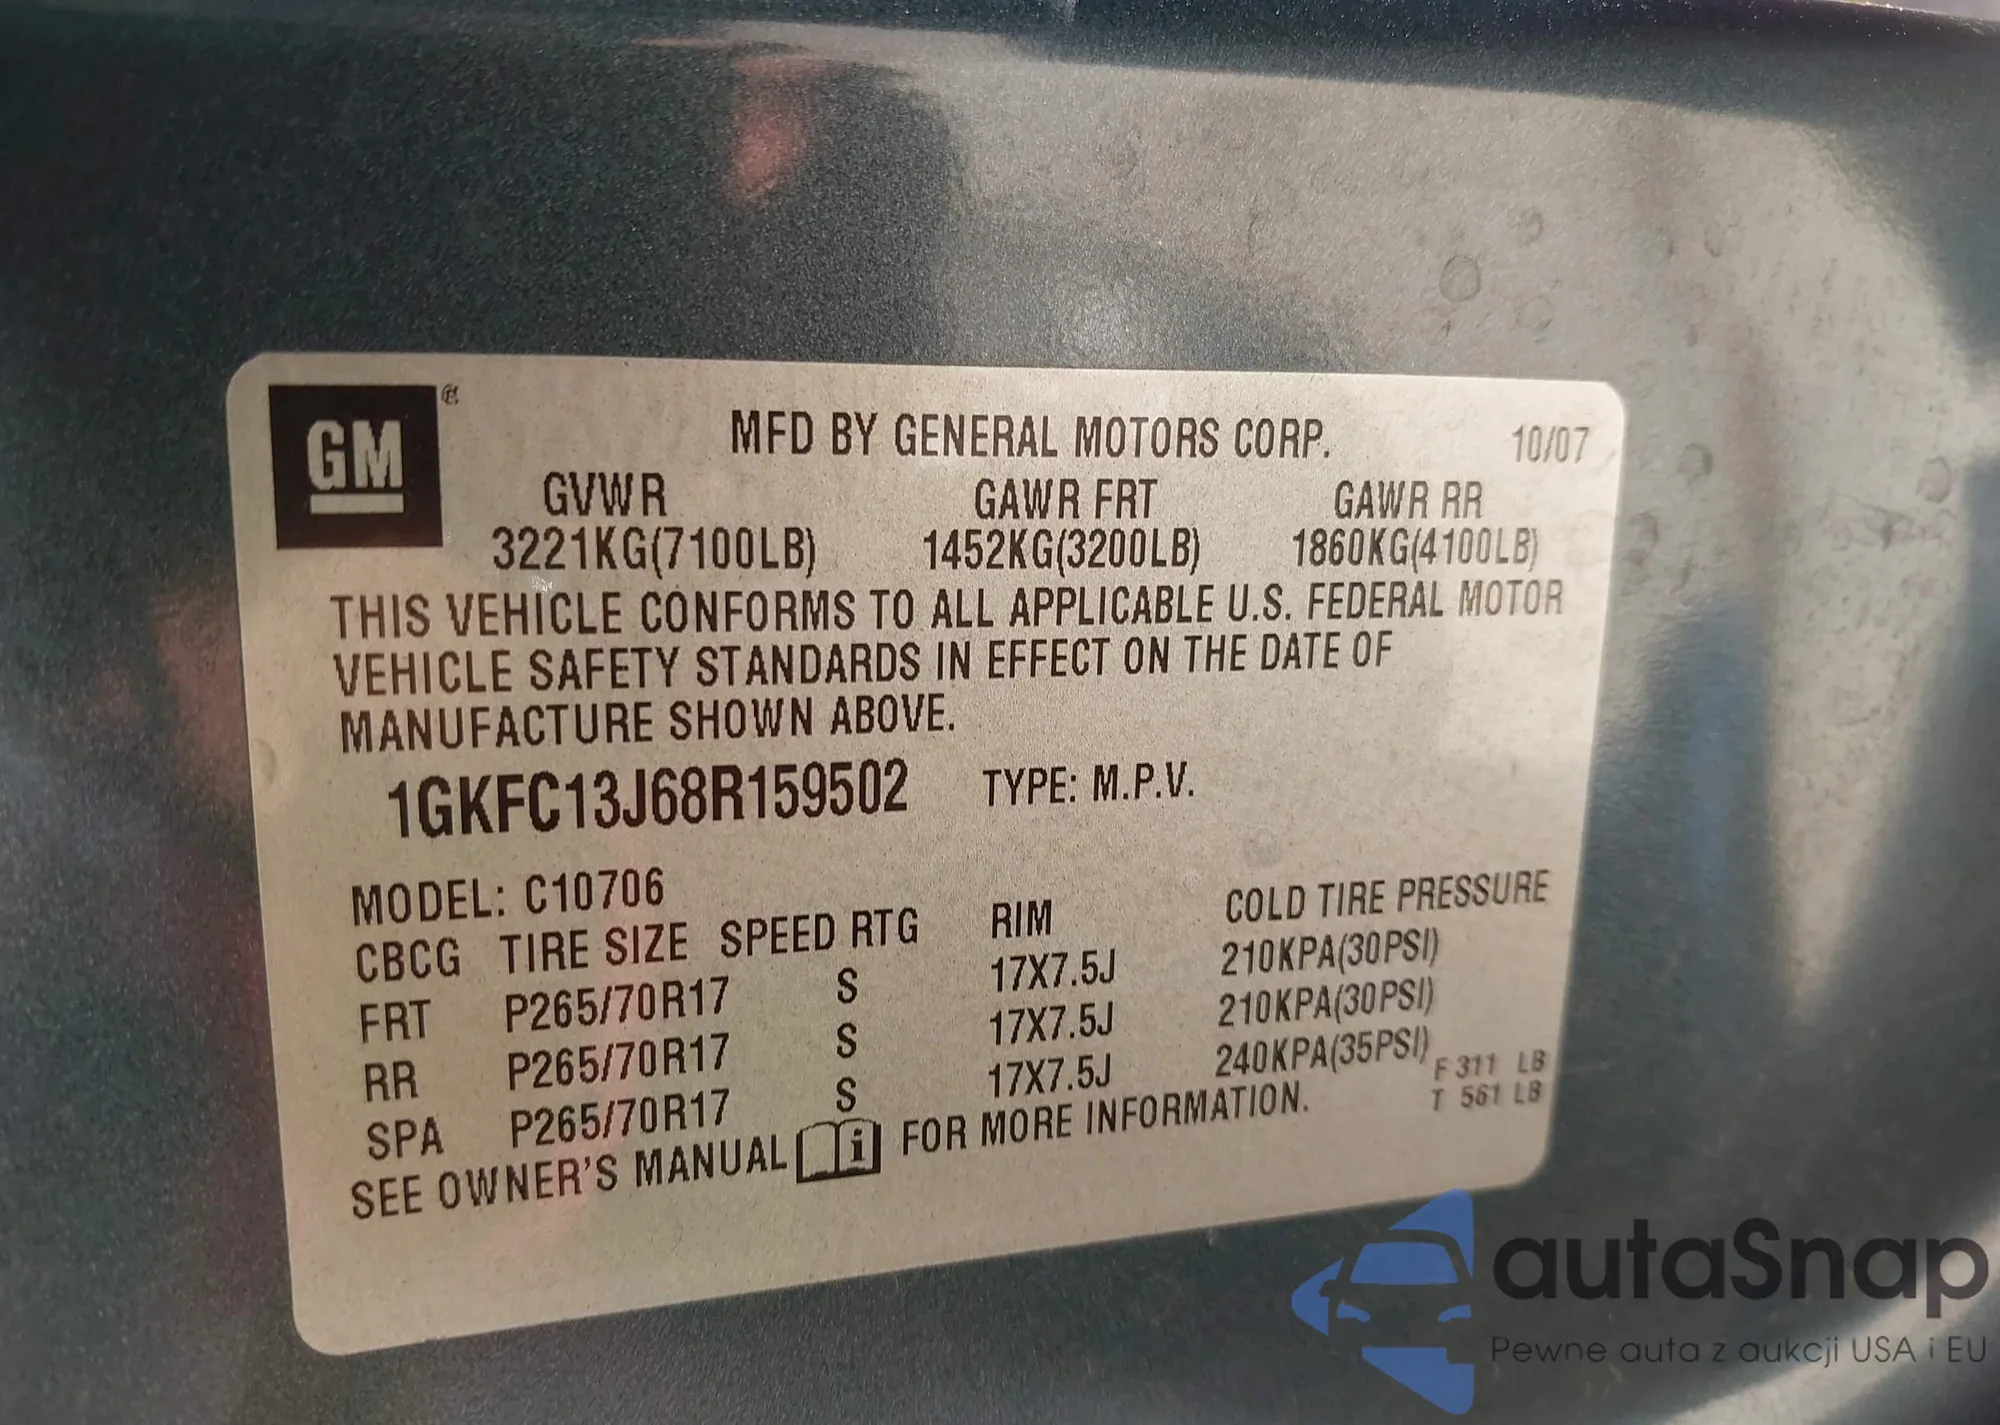 GM
MFD BY GENERAL MOTORS CORP. 10/07
GVWR GAWR FRT GAWR RR
3221KG(7100LB) 1452KG(3200LB) 1860KG(4100LB)
THIS VEHICLE CONFORMS TO ALL APPLICABLE U.S. FEDERAL MOTOR
VEHICLE SAFETY STANDARDS IN EFFECT ON THE DATE OF
MANUFACTURE SHOWN ABOVE.
1GKFC13J68R159502 TYPE: M.P.V.
MODEL: C10706
CBCG TIRE SIZE SPEED RTG RIM COLD TIRE PRESSURE
FRT P265/70R17 S 17X7.5J 210KPA(30PSI)
RR P265/70R17 S 17X7.5J 210KPA(30PSI)
SPA P265/70R17 S 17X7.5J 240KPA(35PSI)
F 311 LB
T 561 LB
SEE OWNER'S MANUAL i FOR MORE INFORMATION.
autaSnap
Pewne auta z aukcji USA i EU